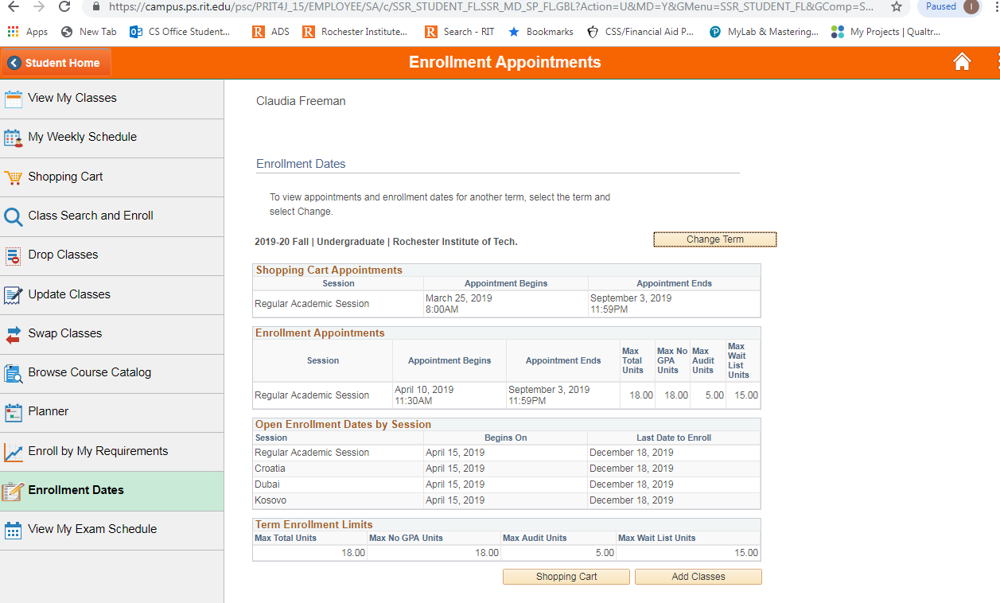 https://campus.ps.rit.edu/psc/PRIT4J_15/EMPLOYEE/SA/c/SSR_STUDENT_FL.SSR_MD_SP_FL.GBL?Action=U&MD=Y&GMenu=SSR_STUDENT_FL&GComp=S... Paused I
Apps New Tab CS Office Student... R ADS R Rochester Institute... R Search - RIT Bookmarks CSS/Financial Aid P... MyLab & Mastering... My Projects | Qualtr...
Student Home Enrollment Appointments
View My Classes
My Weekly Schedule
Shopping Cart
Class Search and Enroll
Drop Classes
Update Classes
Swap Classes
Browse Course Catalog
Planner
Enroll by My Requirements
Enrollment Dates
View My Exam Schedule
Claudia Freeman
Enrollment Dates
To view appointments and enrollment dates for another term, select the term and
select Change.
2019-20 Fall | Undergraduate | Rochester Institute of Tech. Change Term
Shopping Cart Appointments
Session Appointment Begins Appointment Ends
Regular Academic Session March 25, 2019 8:00AM September 3, 2019 11:59PM
Enrollment Appointments
Session Appointment Begins Appointment Ends Max Total Units Max No GPA Units Max Audit Units Max Wait List Units
Regular Academic Session April 10, 2019 11:30AM September 3, 2019 11:59PM 18.00 18.00 5.00 15.00
Open Enrollment Dates by Session
Session Begins On Last Date to Enroll
Regular Academic Session April 15, 2019 December 18, 2019
Croatia April 15, 2019 December 18, 2019
Dubai April 15, 2019 December 18, 2019
Kosovo April 15, 2019 December 18, 2019
Term Enrollment Limits
Max Total Units Max No GPA Units Max Audit Units Max Wait List Units
18.00 18.00 5.00 15.00
Shopping Cart Add Classes